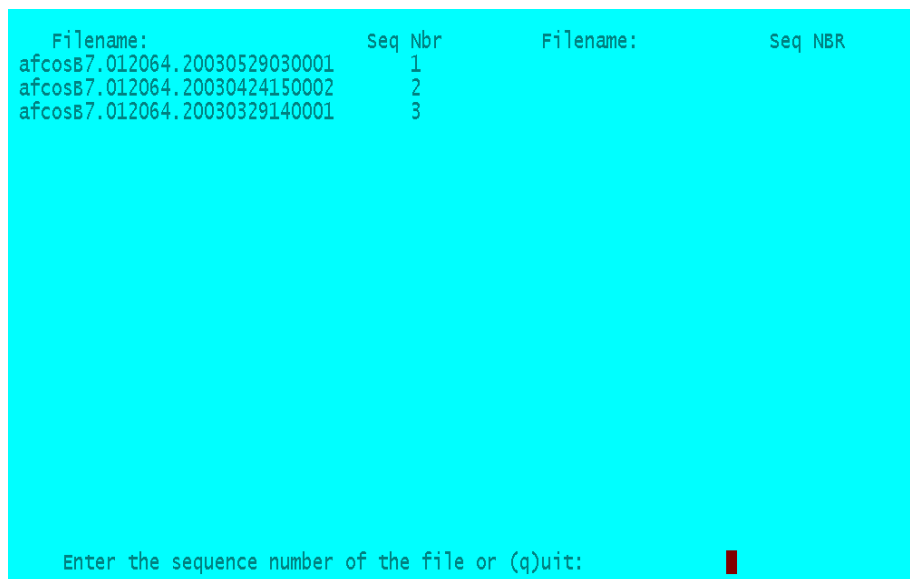 Filename: Seq Nbr Filename: Seq NBR
afcosB7.012064.20030529030001 1
afcosB7.012064.20030424150002 2
afcosB7.012064.20030329140001 3
Enter the sequence number of the file or (q)uit: